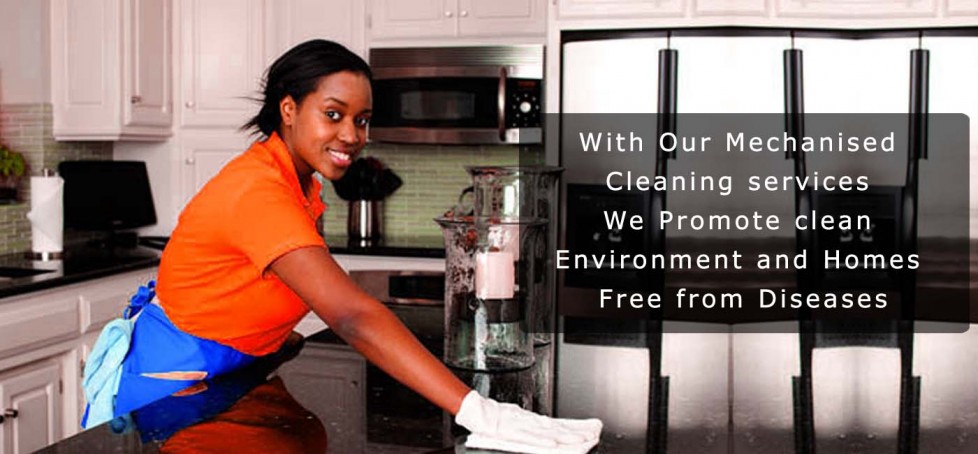 With Our Mechanised
Cleaning services
We Promote clean
Environment and Homes
Free from Diseases